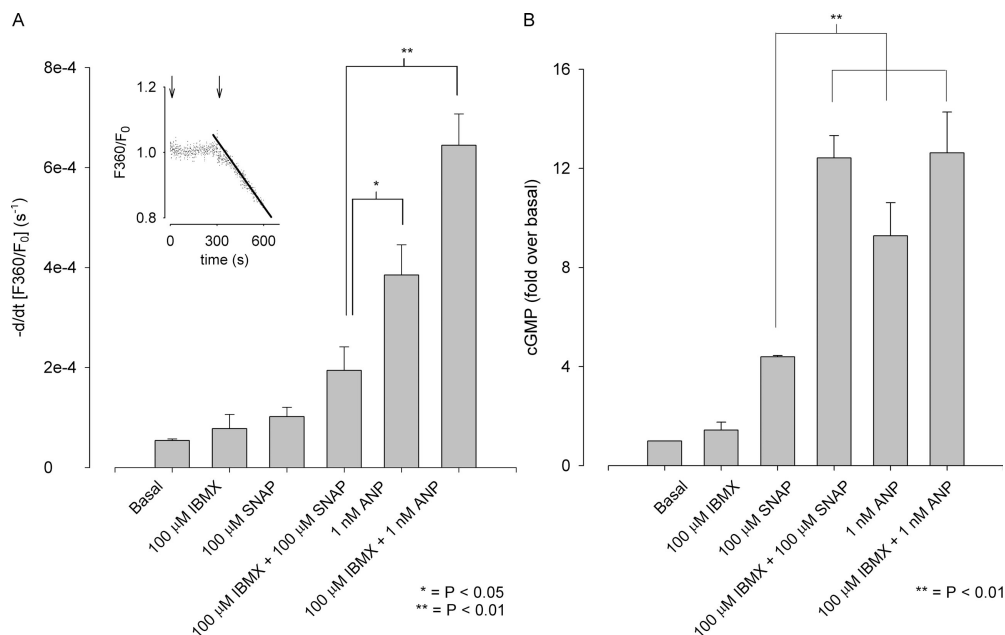 A
-d/dt [F360/F0] (s-1)
8e-4
6e-4
4e-4
2e-4
0
F360/F0
1.2
1.0
0.8
0 300 600
time (s)
**
*
Basal
100 μM IBMX
100 μM SNAP
100 μM IBMX + 100 μM SNAP
1 nM ANP
100 μM IBMX + 1 nM ANP
* = P < 0.05
** = P < 0.01
B
cGMP (fold over basal)
16
12
8
4
0
**
Basal
100 μM IBMX
100 μM SNAP
100 μM IBMX + 100 μM SNAP
1 nM ANP
100 μM IBMX + 1 nM ANP
** = P < 0.01